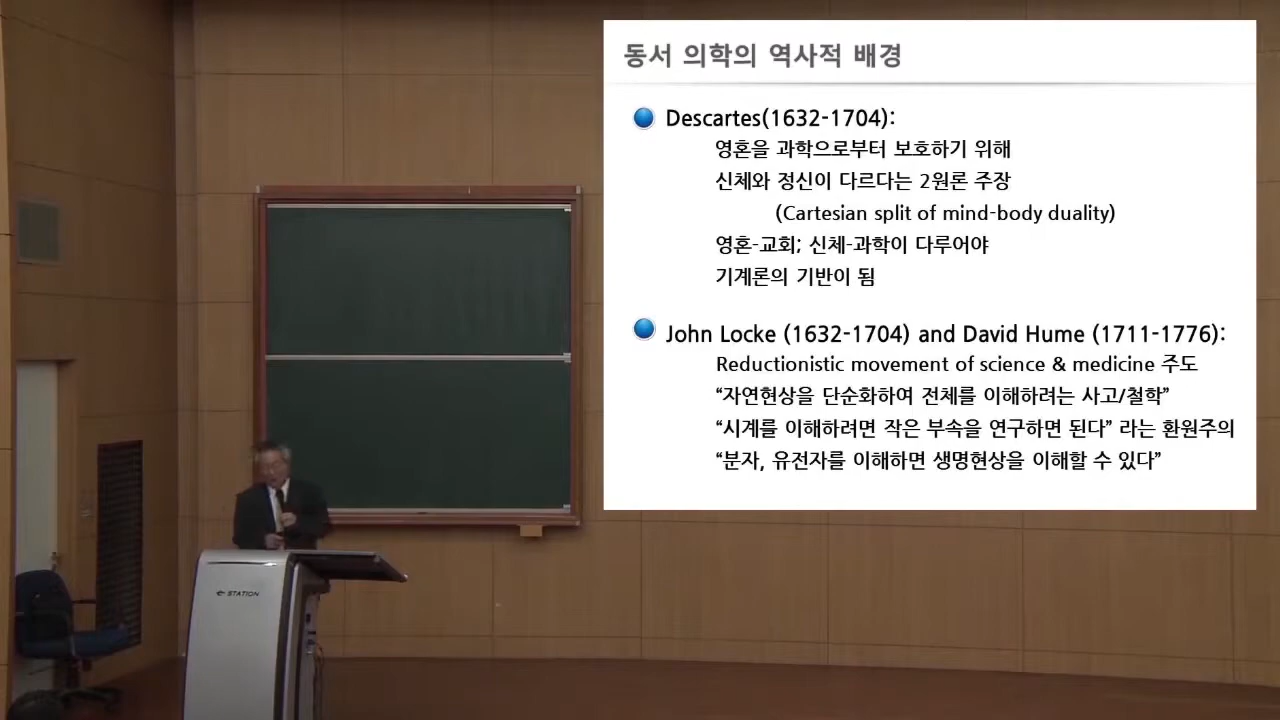 동서 의학의 역사적 배경
Descartes(1632-1704):
영혼을 과학으로부터 보호하기 위해
신체와 정신이 다르다는 2원론 주장
(Cartesian split of mind-body duality)
영혼-교회; 신체-과학이 다루어야
기계론의 기반이 됨
John Locke (1632-1704) and David Hume (1711-1776):
Reductionistic movement of science & medicine 주도
“자연현상을 단순화하여 전체를 이해하려는 사고/철학”
“시계를 이해하려면 작은 부속을 연구하면 된다” 라는 환원주의
“분자, 유전자를 이해하면 생명현상을 이해할 수 있다”
STATION